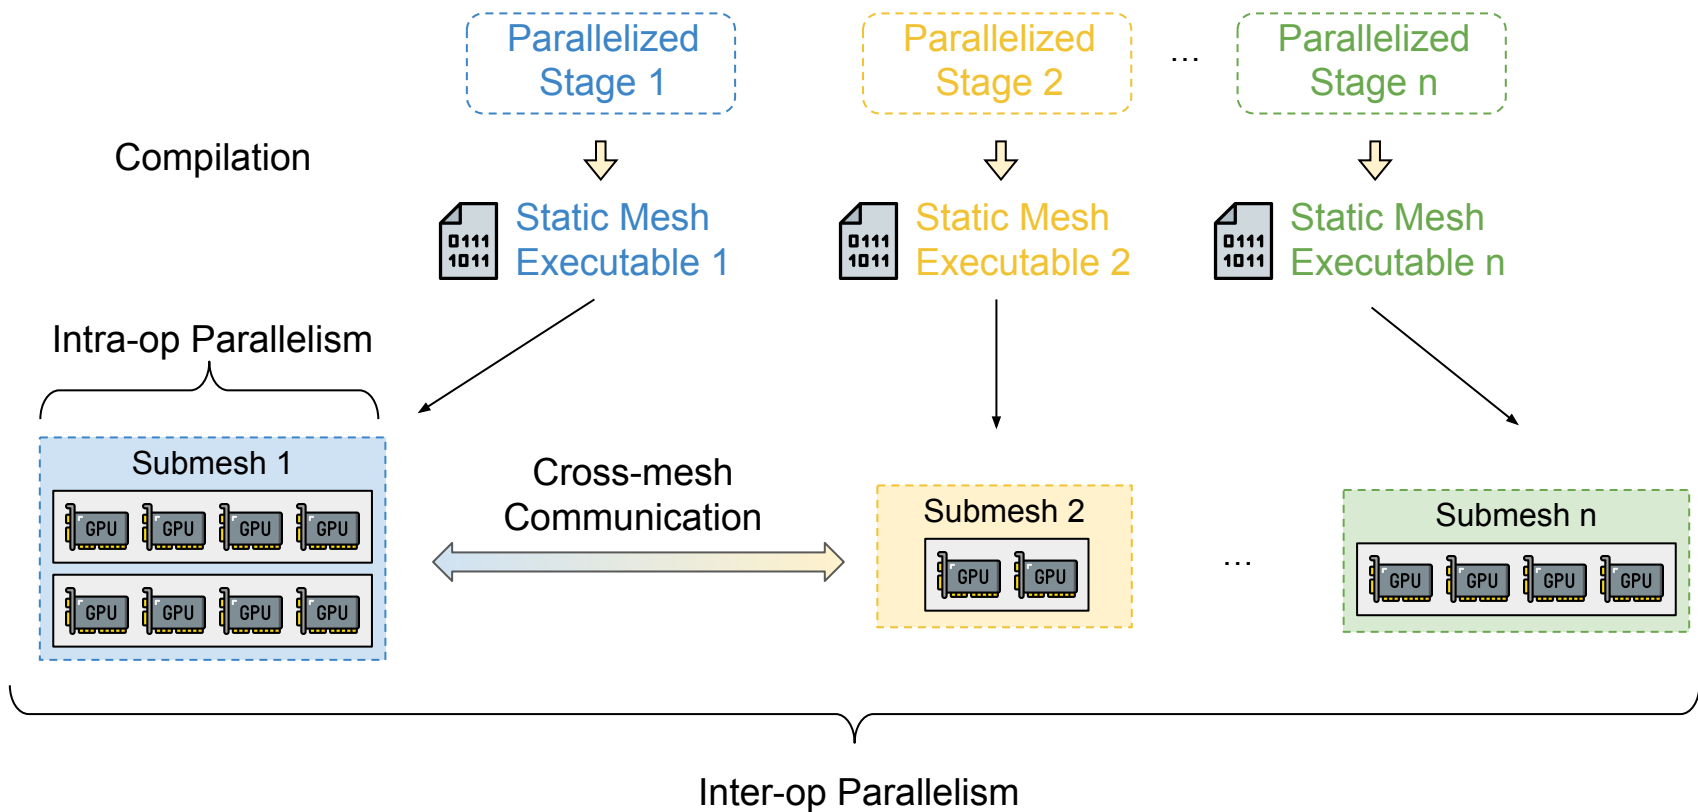 Parallelized
Stage 1
Parallelized
Stage 2
...
Parallelized
Stage n
Compilation
0111
1011
Static Mesh
Executable 1
0111
1011
Static Mesh
Executable 2
0111
1011
Static Mesh
Executable n
Intra-op Parallelism
Submesh 1
GPU GPU GPU GPU
GPU GPU GPU GPU
Cross-mesh
Communication
Submesh 2
GPU GPU
...
Submesh n
GPU GPU GPU GPU
Inter-op Parallelism